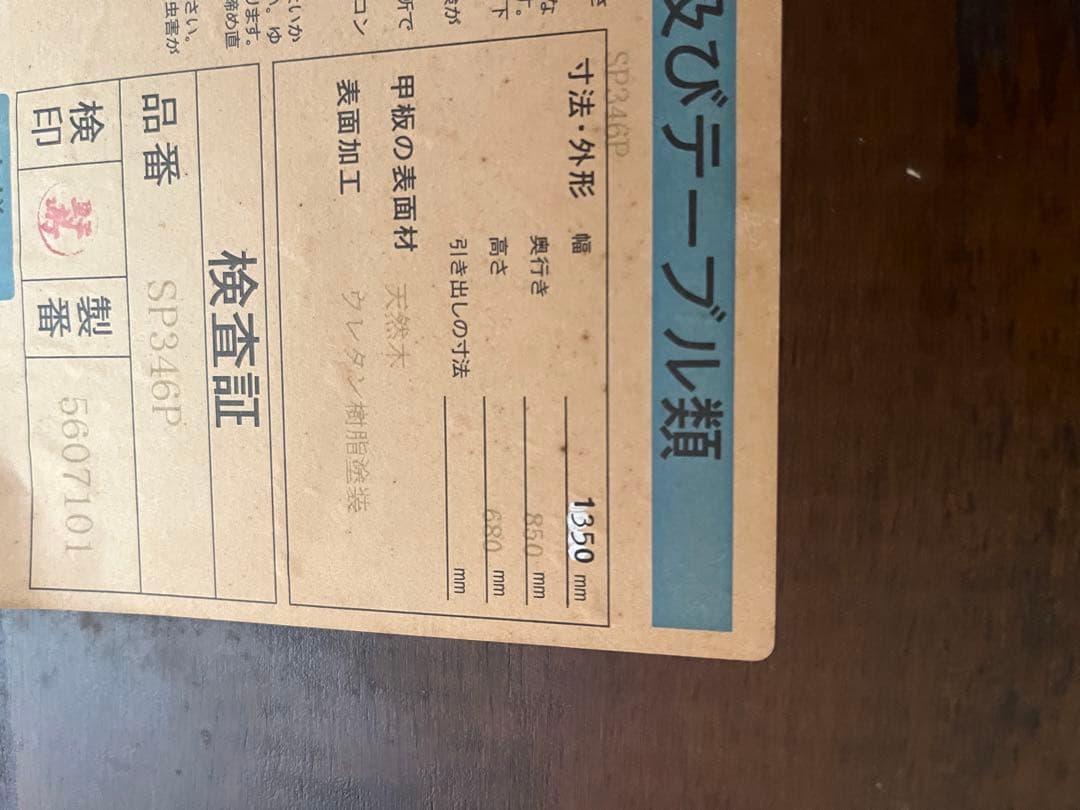 及びテーブル類
SP346P
寸法・外形 幅 1350 mm
奥行き 850 mm
高さ 680 mm
引き出しの寸法 mm
甲板の表面材 天然木
表面加工 ウレタン樹脂塗装
検査証
品番 SP346P
検印 製番 5607101